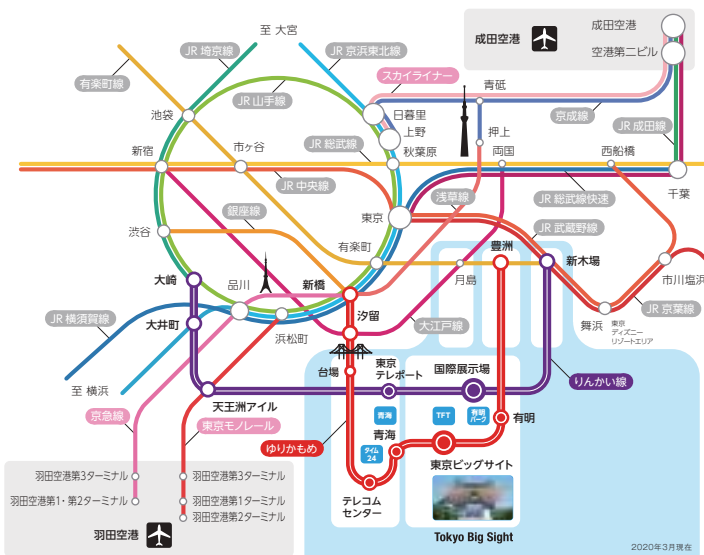 至 大宮
JR 埼京線
JR 京浜東北線
有楽町線
スカイライナー
成田空港
成田空港
空港第二ビル
JR 山手線
青砥
京成線
池袋
日暮里
上野
押上
JR 成田線
市ヶ谷
JR 総武線
秋葉原
両国
西船橋
新宿
JR 中央線
浅草線
JR 総武線快速
千葉
銀座線
東京
渋谷
有楽町
豊洲
JR 武蔵野線
新木場
大崎
品川
新橋
月島
市川塩浜
汐留
大井町
JR 横須賀線
浜松町
大江戸線
舞浜
東京
ディズニー
リゾートエリア
JR 京葉線
台場
東京
テレポート
国際展示場
りんかい線
至 横浜
天王洲アイル
京急線
東京モノレール
青海
TFT
有明
パーク
有明
青海
ゆりかもめ
タイム
24
東京ビッグサイト
羽田空港第3ターミナル
羽田空港第3ターミナル
羽田空港第1・第2ターミナル
羽田空港第1ターミナル
羽田空港第2ターミナル
テレコム
センター
羽田空港
Tokyo Big Sight
2020年3月現在